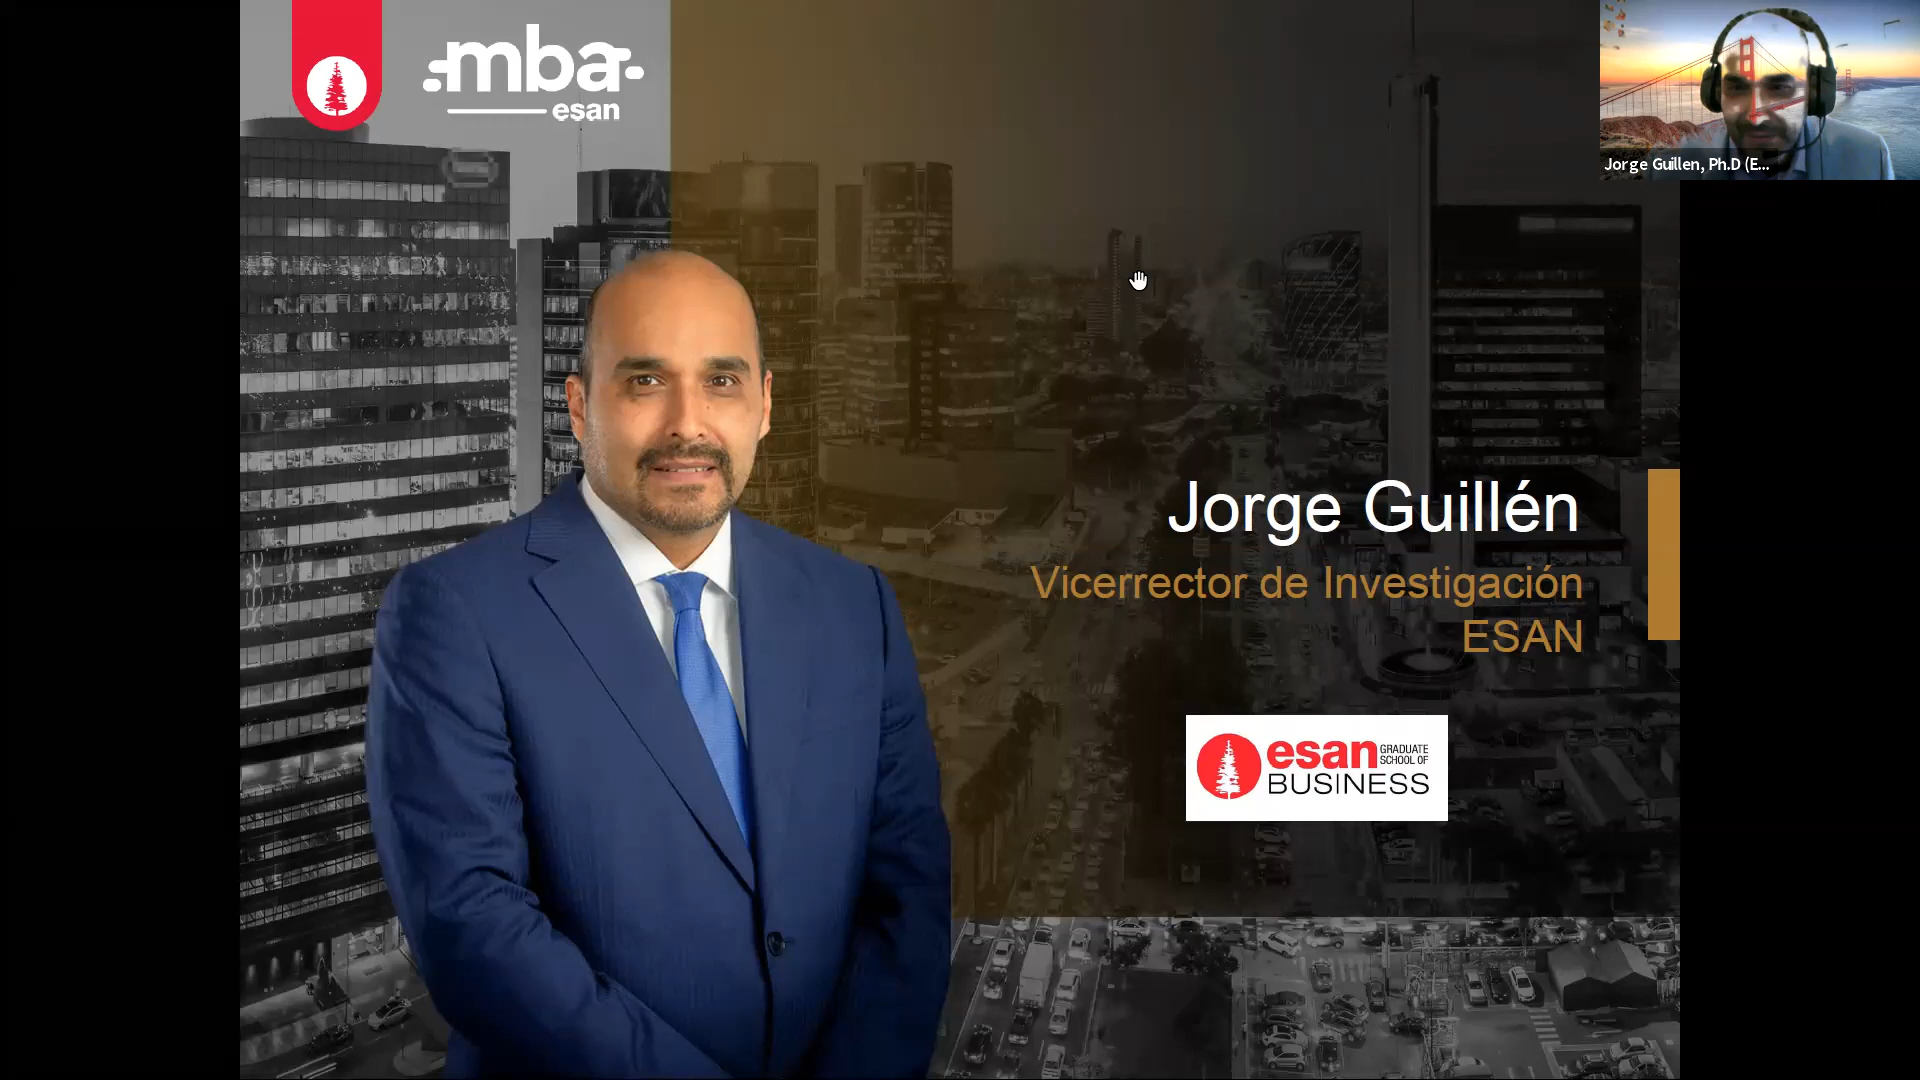 mba
esan
Jorge Guillen, Ph.D (E...
Jorge Guillén
Vicerrector de Investigación
ESAN
esan GRADUATE SCHOOL OF
BUSINESS